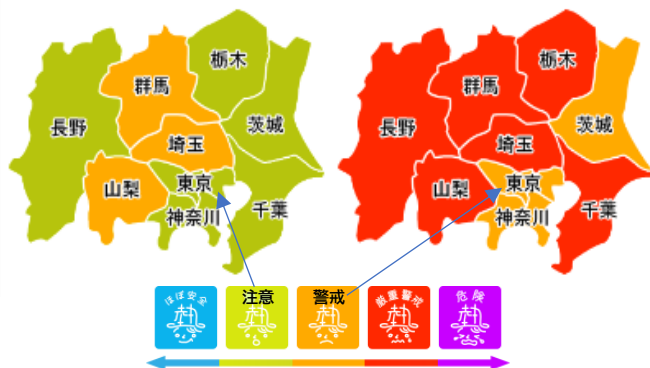 栃木
群馬
長野
茨城
埼玉
山梨
東京
神奈川
千葉
栃木
群馬
長野
茨城
埼玉
山梨
東京
神奈川
千葉
ほぼ安全
注意
警戒
厳重警戒
危険